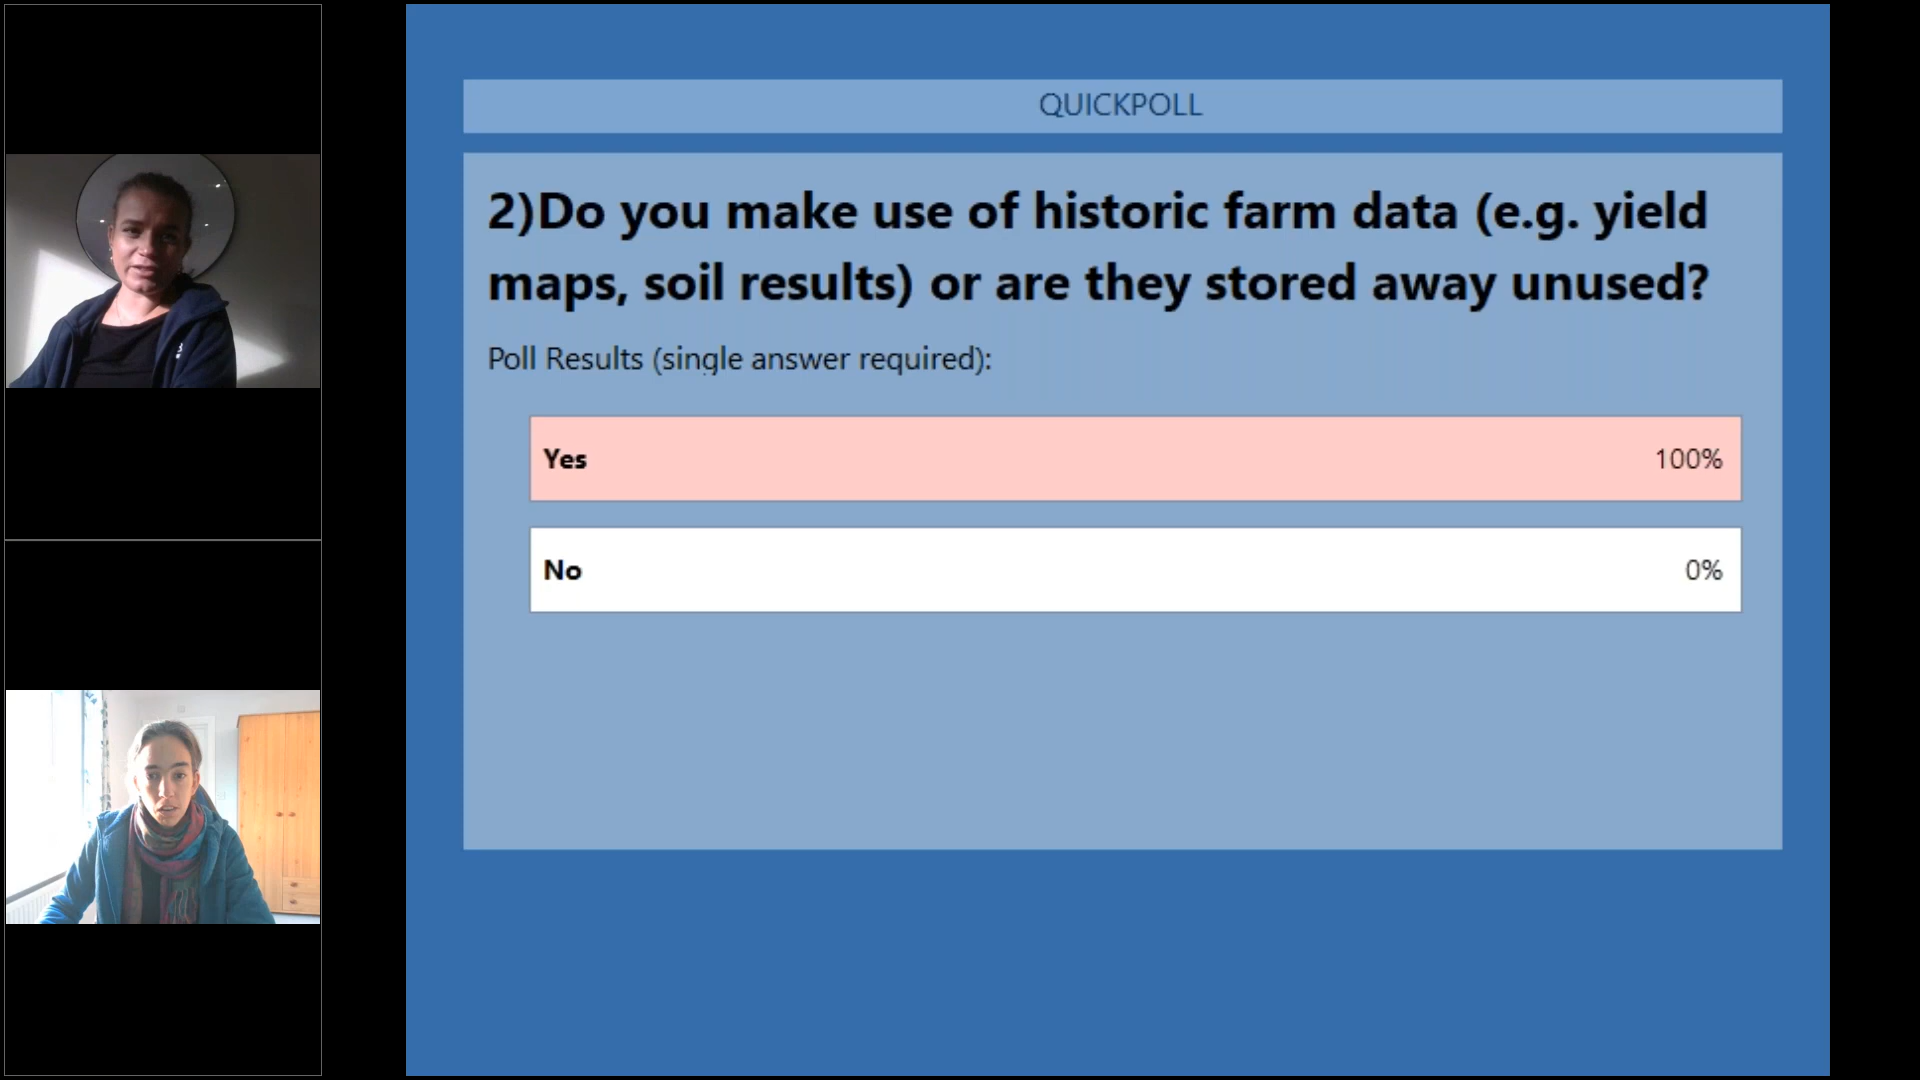 QUICKPOLL
2)Do you make use of historic farm data (e.g. yield
maps, soil results) or are they stored away unused?
Poll Results (single answer required):
Yes 100%
No 0%